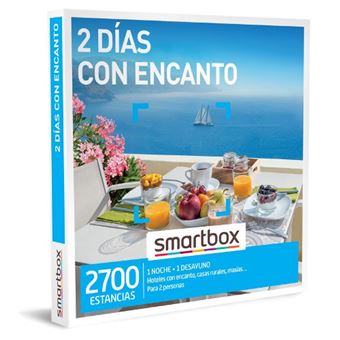 2 DÍAS CON ENCANTO
2 DÍAS
CON ENCANTO
smartbox
2700
ESTANCIAS
1 NOCHE • 1 DESAYUNO
Hoteles con encanto, casas rurales, masías...
Para 2 personas
smartbox